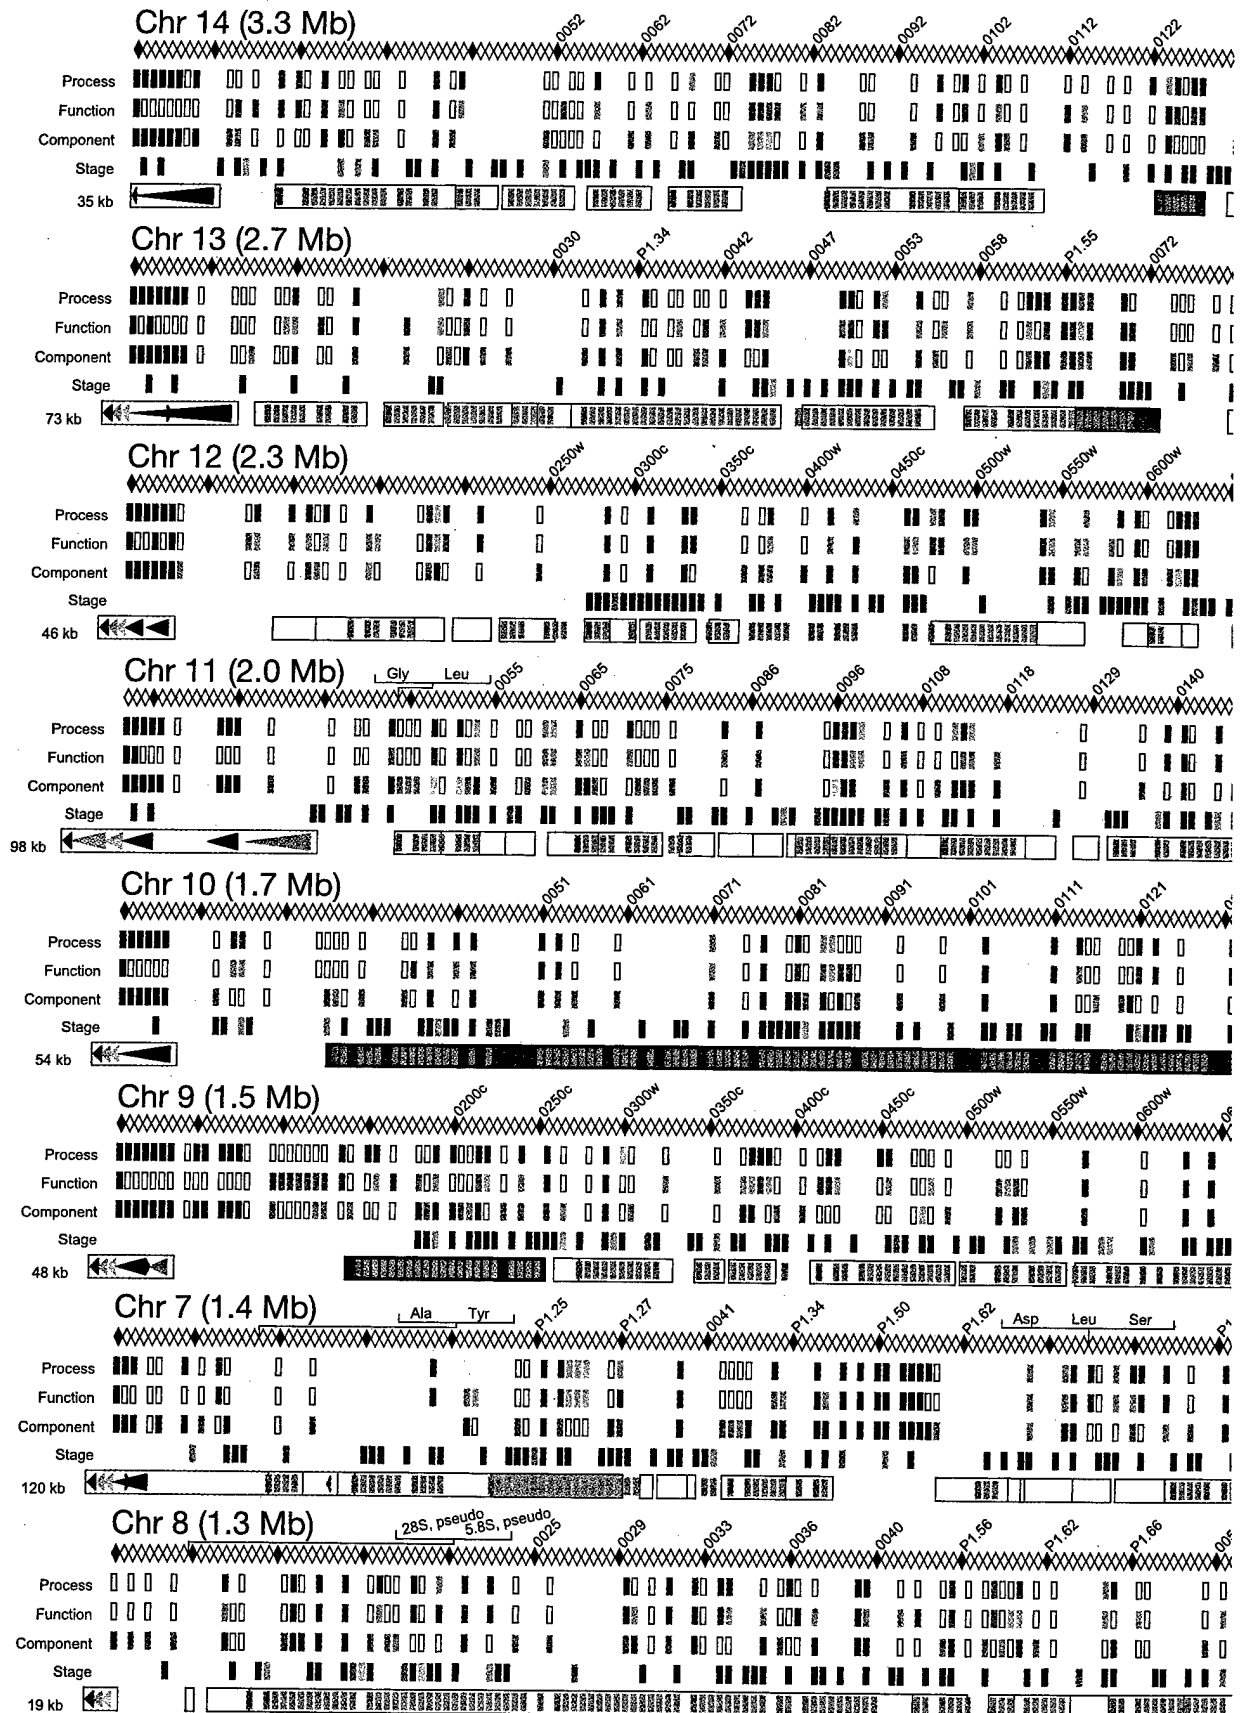 Chr 14 (3.3 Mb)
0052 0062 0072 0082 0092 0102 0112 0122
Process
Function
Component
Stage
35 kb
Chr 13 (2.7 Mb)
0030 P1.34 0042 0047 0053 0058 P1.55 0072
Process
Function
Component
Stage
73 kb
Chr 12 (2.3 Mb)
0250w 0300c 0350c 0400w 0450c 0500w 0550w 0600w
Process
Function
Component
Stage
46 kb
Chr 11 (2.0 Mb)
Gly Leu 0055 0065 0075 0086 0096 0108 0118 0129 0140
Process
Function
Component
Stage
98 kb
Chr 10 (1.7 Mb)
0051 0061 0071 0081 0091 0101 0111 0121
Process
Function
Component
Stage
54 kb
Chr 9 (1.5 Mb)
0200c 0250c 0300w 0350c 0400c 0450c 0500w 0550w 0600w
Process
Function
Component
Stage
48 kb
Chr 7 (1.4 Mb)
Ala Tyr P1.25 P1.27 0041 P1.34 P1.50 P1.62 Asp Leu Ser
Process
Function
Component
Stage
120 kb
Chr 8 (1.3 Mb)
28S, pseudo 5.8S, pseudo 0025 0029 0033 0036 0040 P1.56 P1.62 P1.66
Process
Function
Component
Stage
19 kb